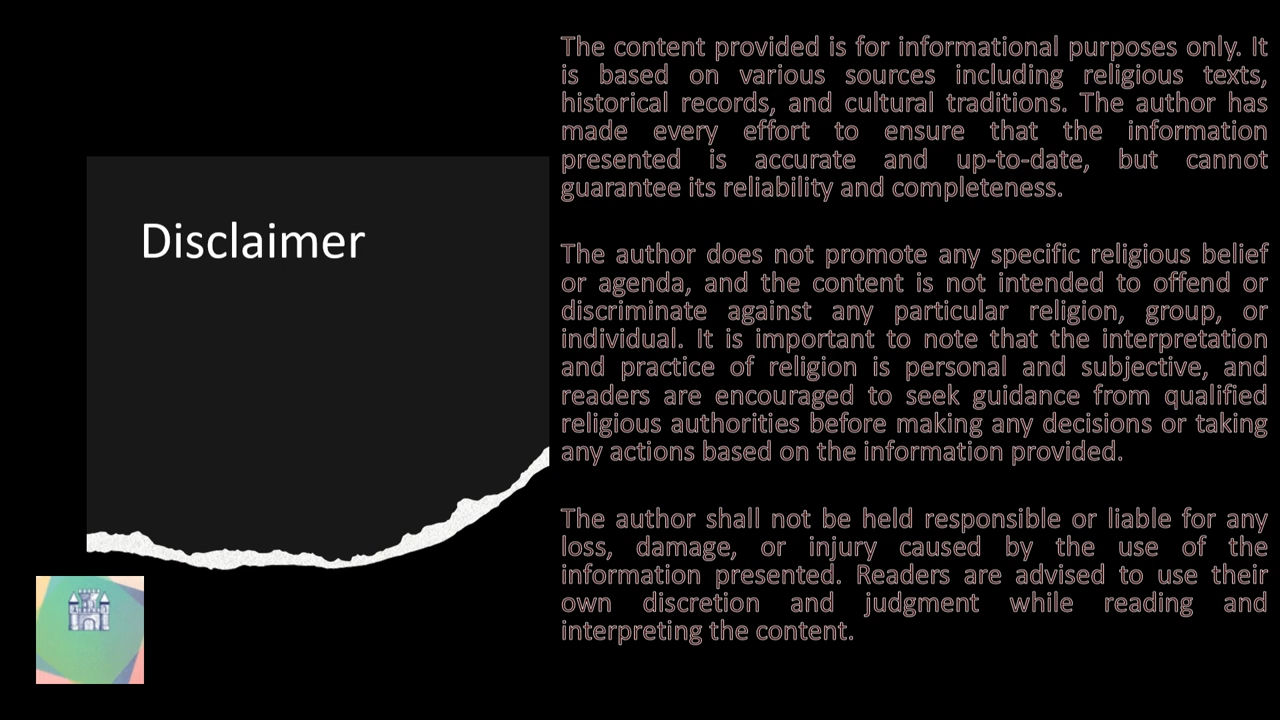 Disclaimer
The content provided is for informational purposes only. It
is based on various sources including religious texts,
historical records, and cultural traditions. The author has
made every effort to ensure that the information
presented is accurate and up-to-date, but cannot
guarantee its reliability and completeness.
The author does not promote any specific religious belief
or agenda, and the content is not intended to offend or
discriminate against any particular religion, group, or
individual. It is important to note that the interpretation
and practice of religion is personal and subjective, and
readers are encouraged to seek guidance from qualified
religious authorities before making any decisions or taking
any actions based on the information provided.
The author shall not be held responsible or liable for any
loss, damage, or injury caused by the use of the
information presented. Readers are advised to use their
own discretion and judgment while reading and
interpreting the content.